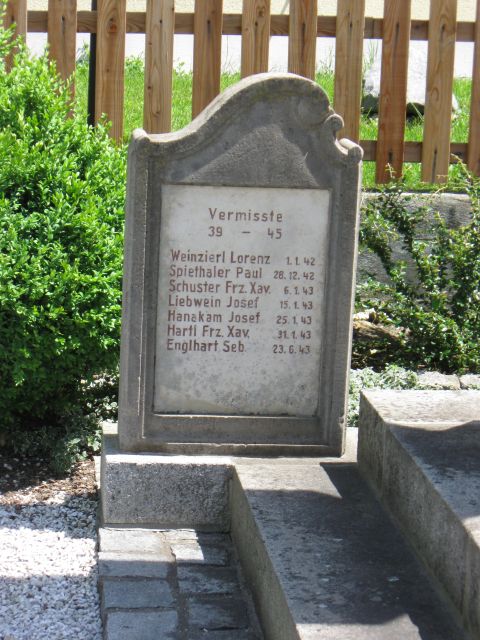 Vermisste
39 - 45
Weinzierl Lorenz 1.1.42
Spiethaler Paul 28.12.42
Schuster Frz. Xav. 6.1.43
Liebwein Josef 15.1.43
Hanakam Josef 25.1.43
Hartl Frz. Xav. 31.1.43
Englhart Seb. 23.6.43